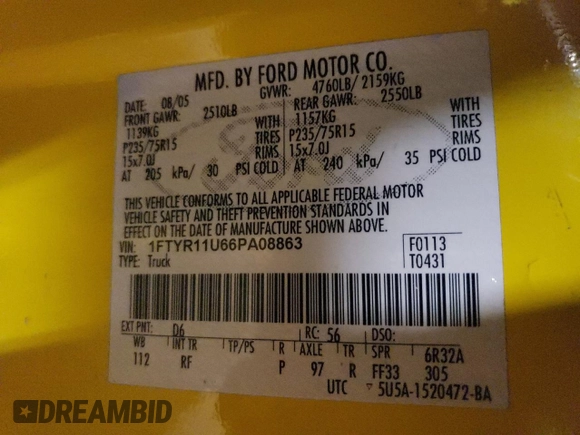 MFD. BY FORD MOTOR CO.
DATE: 08/05 GVWR: 4760LB/ 2159KG
FRONT GAWR: 2510LB REAR GAWR: 2550LB
1139KG WITH 1157KG WITH
P235/75R15 TIRES P235/75R15 TIRES
15x7.0J RIMS 15x7.0J RIMS
AT 205 kPa/ 30 PSI COLD AT 240 kPa/ 35 PSI COLD
THIS VEHICLE CONFORMS TO ALL APPLICABLE FEDERAL MOTOR
VEHICLE SAFETY AND THEFT PREVENTION STANDARDS IN
EFFECT ON THE DATE OF MANUFACTURE SHOWN ABOVE.
VIN: 1FTYR11U66PA08863 F0113
TYPE: Truck T0431
EXT PNT: D6 RC: 56 DSO:
WB INT TR TP/PS R AXLE TR SPR 6R32A
112 RF P 97 R FF33 305
UTC 5U5A-1520472-BA
DREAMBID